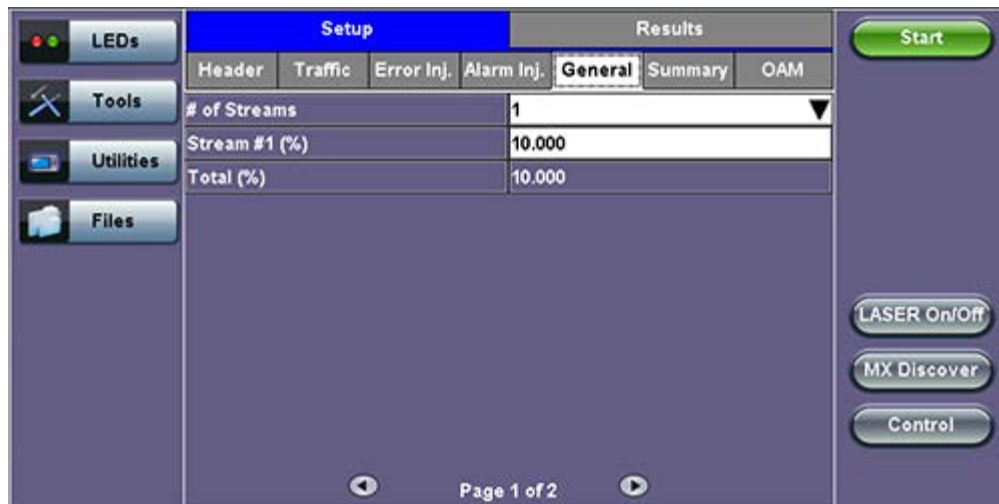 LEDs
Tools
Utilities
Files
Setup Results
Header Traffic Error Inj. Alarm Inj. General Summary OAM
# of Streams 1
Stream #1 (%) 10.000
Total (%) 10.000
Page 1 of 2
Start
LASER On/Off
MX Discover
Control